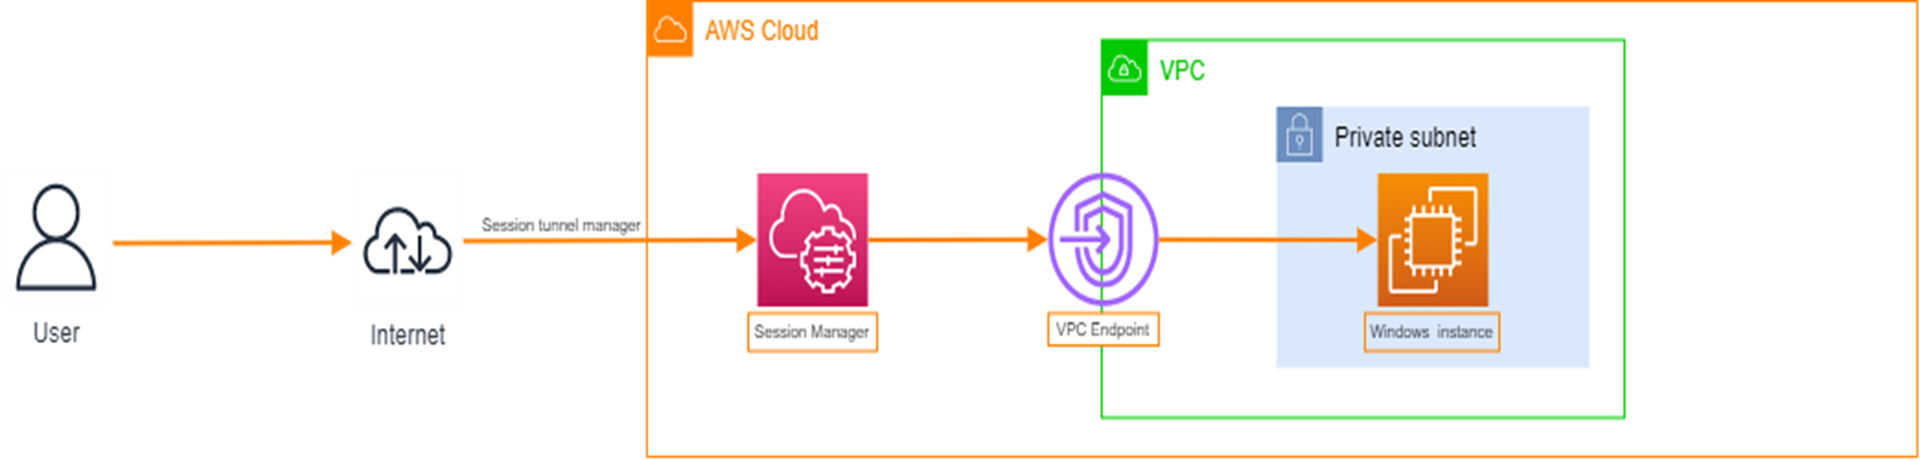 AWS Cloud
VPC
Private subnet
Session tunnel manager
User
Internet
Session Manager
VPC Endpoint
Windows instance